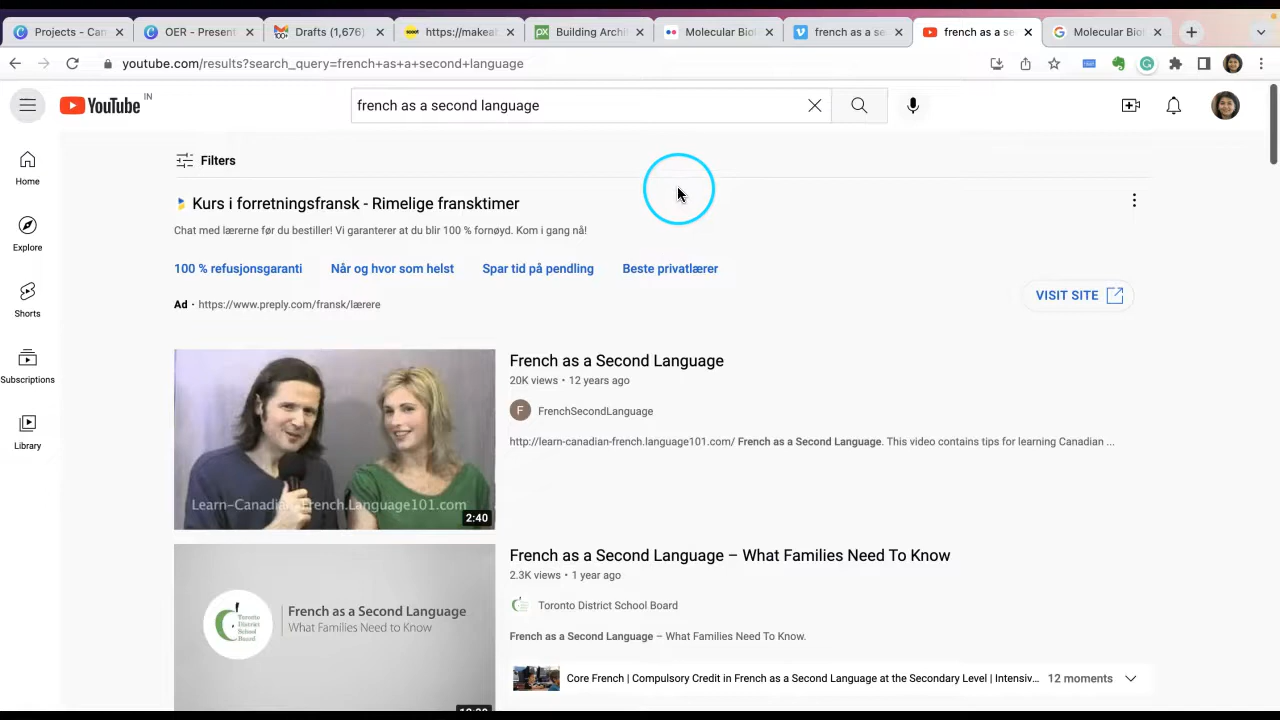 Projects - Can
OER - Present
Drafts (1,676)
https://makea
Building Archi
Molecular Biol
french as a se
french as a se
Molecular Biol
youtube.com/results?search_query=french+as+a+second+language
YouTube IN
french as a second language
Filters
Home
Kurs i forretningsfransk - Rimelige fransktimer
Chat med lærerne før du bestiller! Vi garanterer at du blir 100 % fornøyd. Kom i gang nå!
Explore
100 % refusjonsgaranti
Når og hvor som helst
Spar tid på pendling
Beste privatlærer
Ad · https://www.preply.com/fransk/lærere
VISIT SITE
Shorts
Subscriptions
Library
French as a Second Language
20K views • 12 years ago
F FrenchSecondLanguage
http://learn-canadian-french.language101.com/ French as a Second Language. This video contains tips for learning Canadian ...
Learn-Canadian-French.Language101.com
2:40
French as a Second Language – What Families Need To Know
2.3K views • 1 year ago
Toronto District School Board
French as a Second Language – What Families Need To Know.
Toronto
District
School
Board
French as a Second Language
What Families Need to Know
Core French | Compulsory Credit in French as a Second Language at the Secondary Level | Intensiv...
12 moments